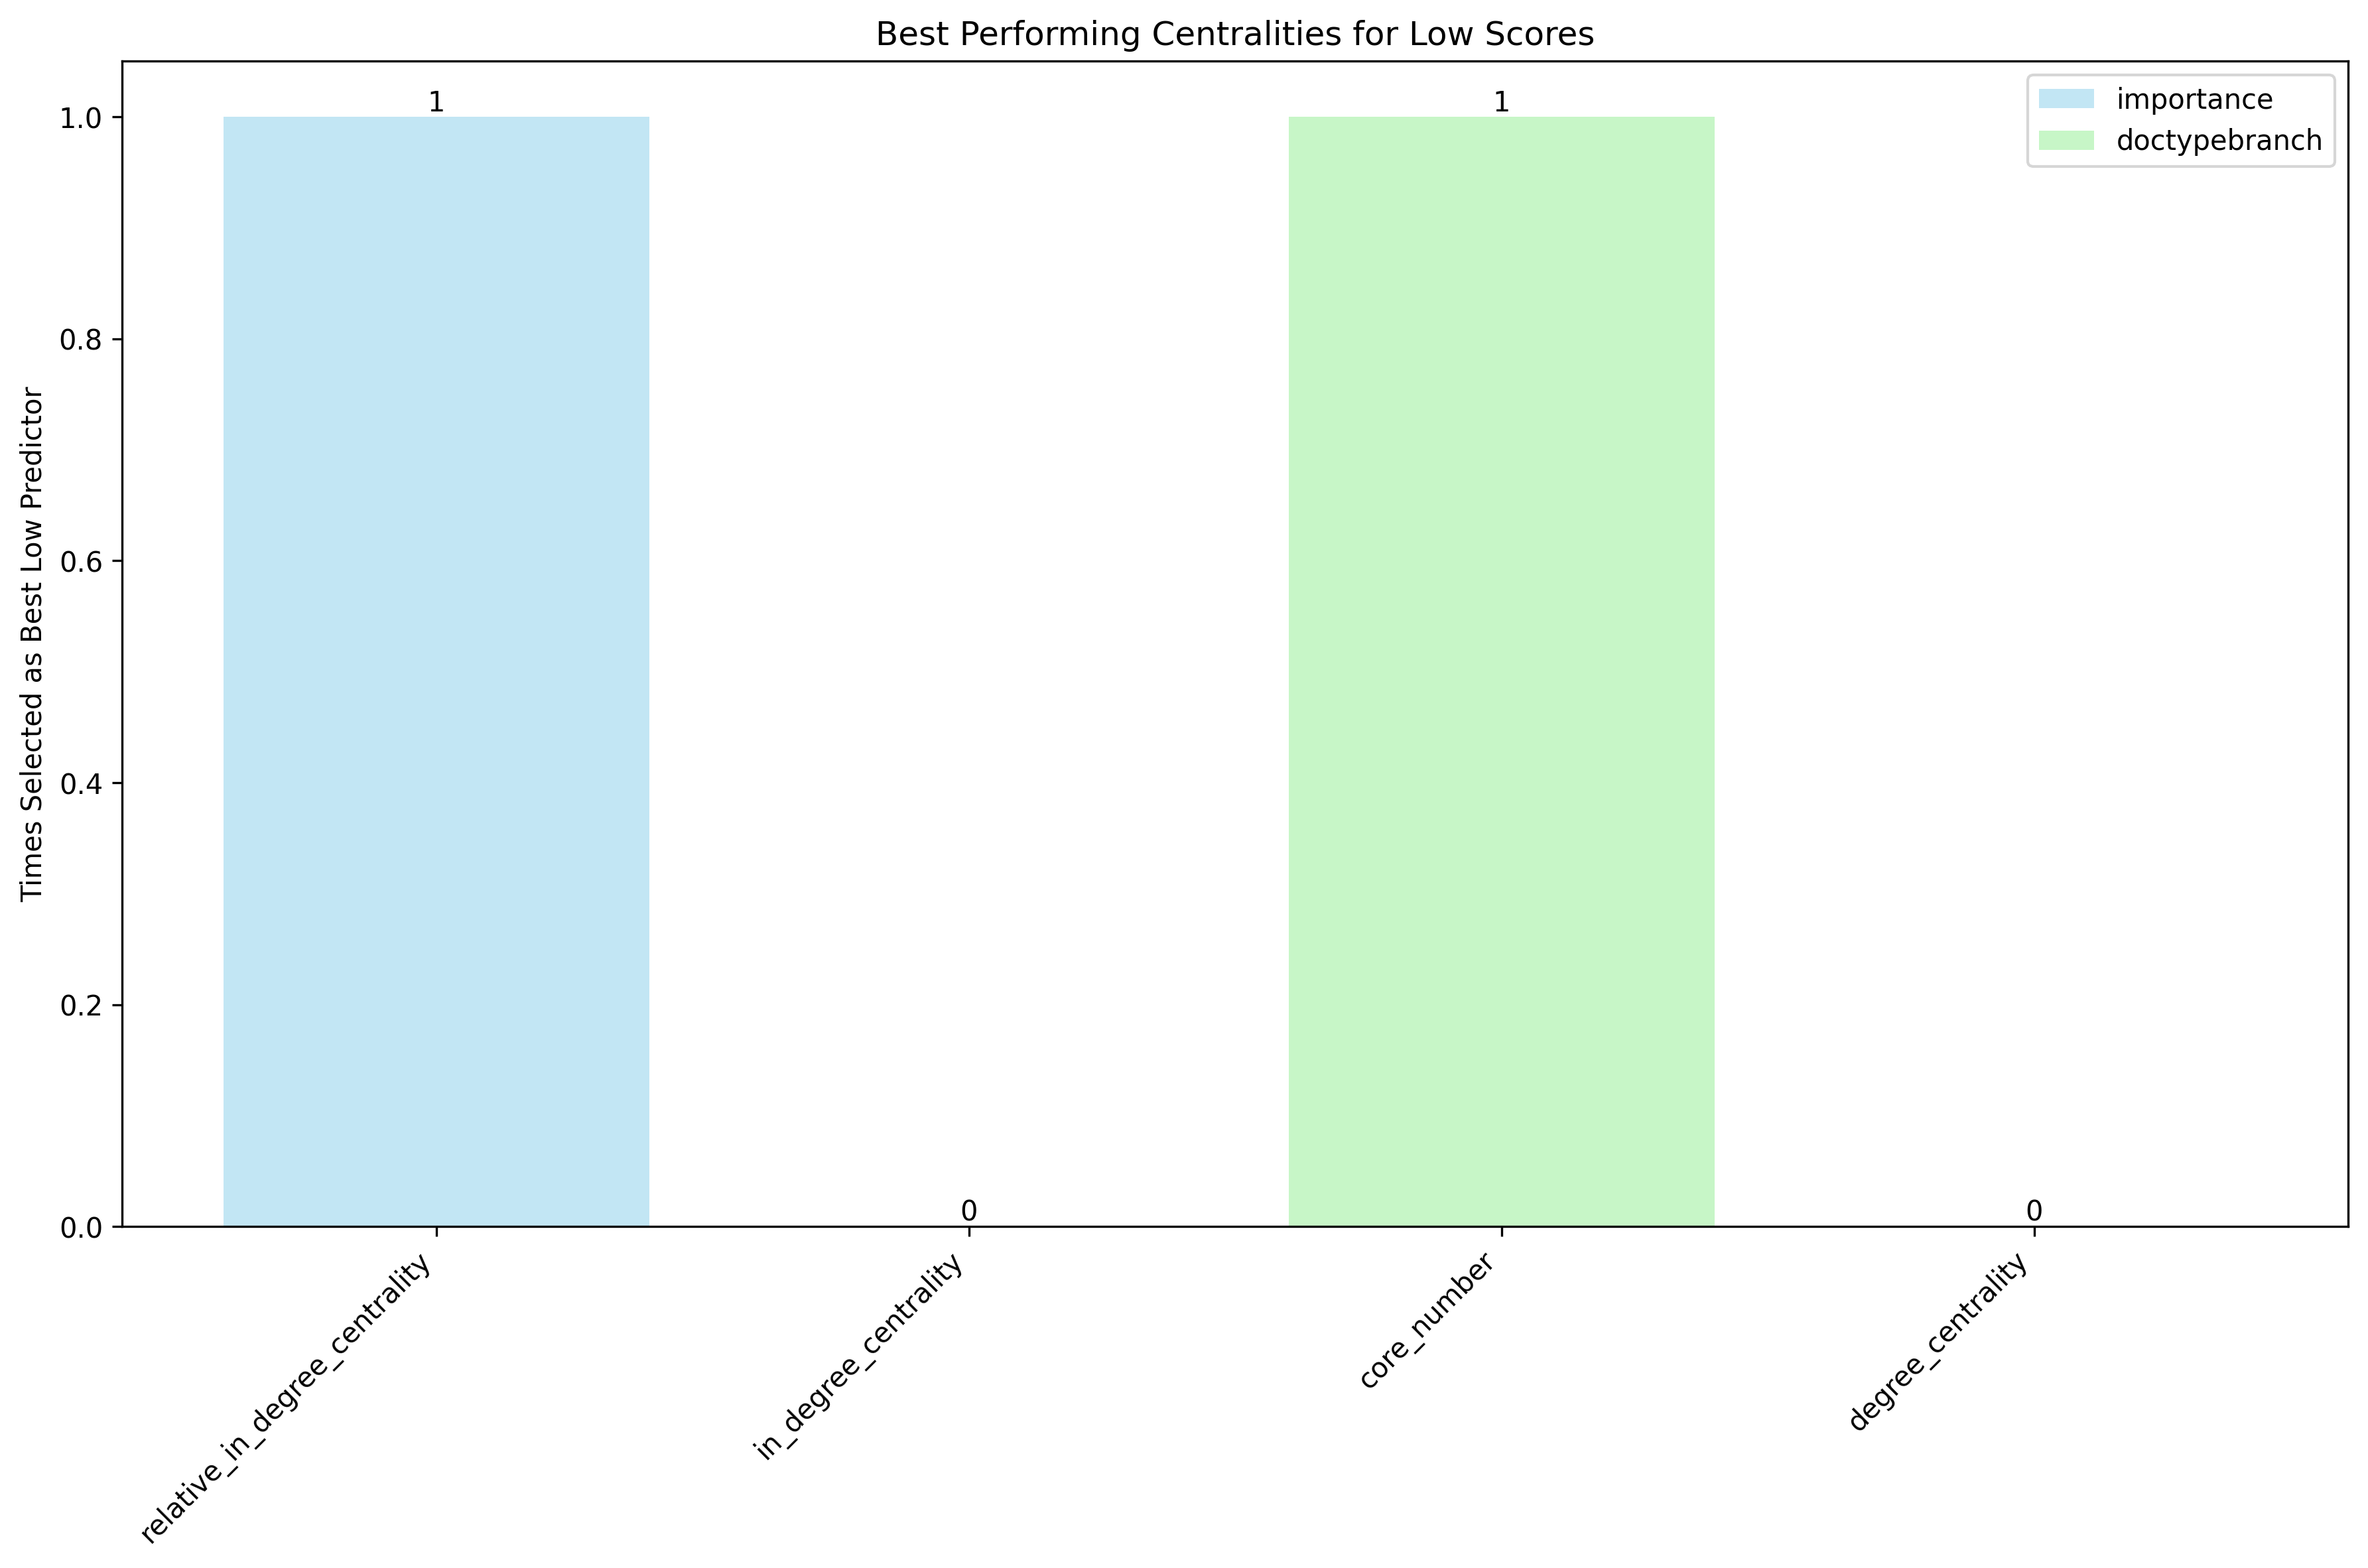 Best Performing Centralities for Low Scores
importance
doctypebranch
Times Selected as Best Low Predictor
1.0
0.8
0.6
0.4
0.2
0.0
1
0
1
0
relative_in_degree_centrality
in_degree_centrality
core_number
degree_centrality